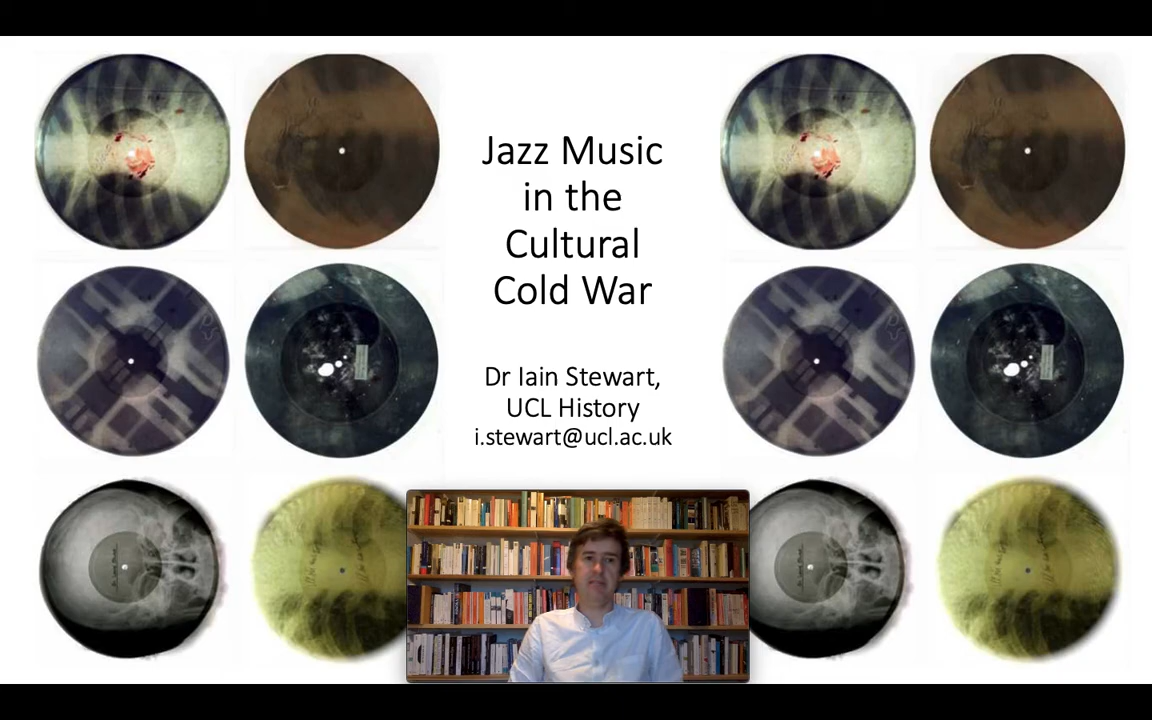 Jazz Music
in the
Cultural
Cold War
Dr Iain Stewart,
UCL History
i.stewart@ucl.ac.uk